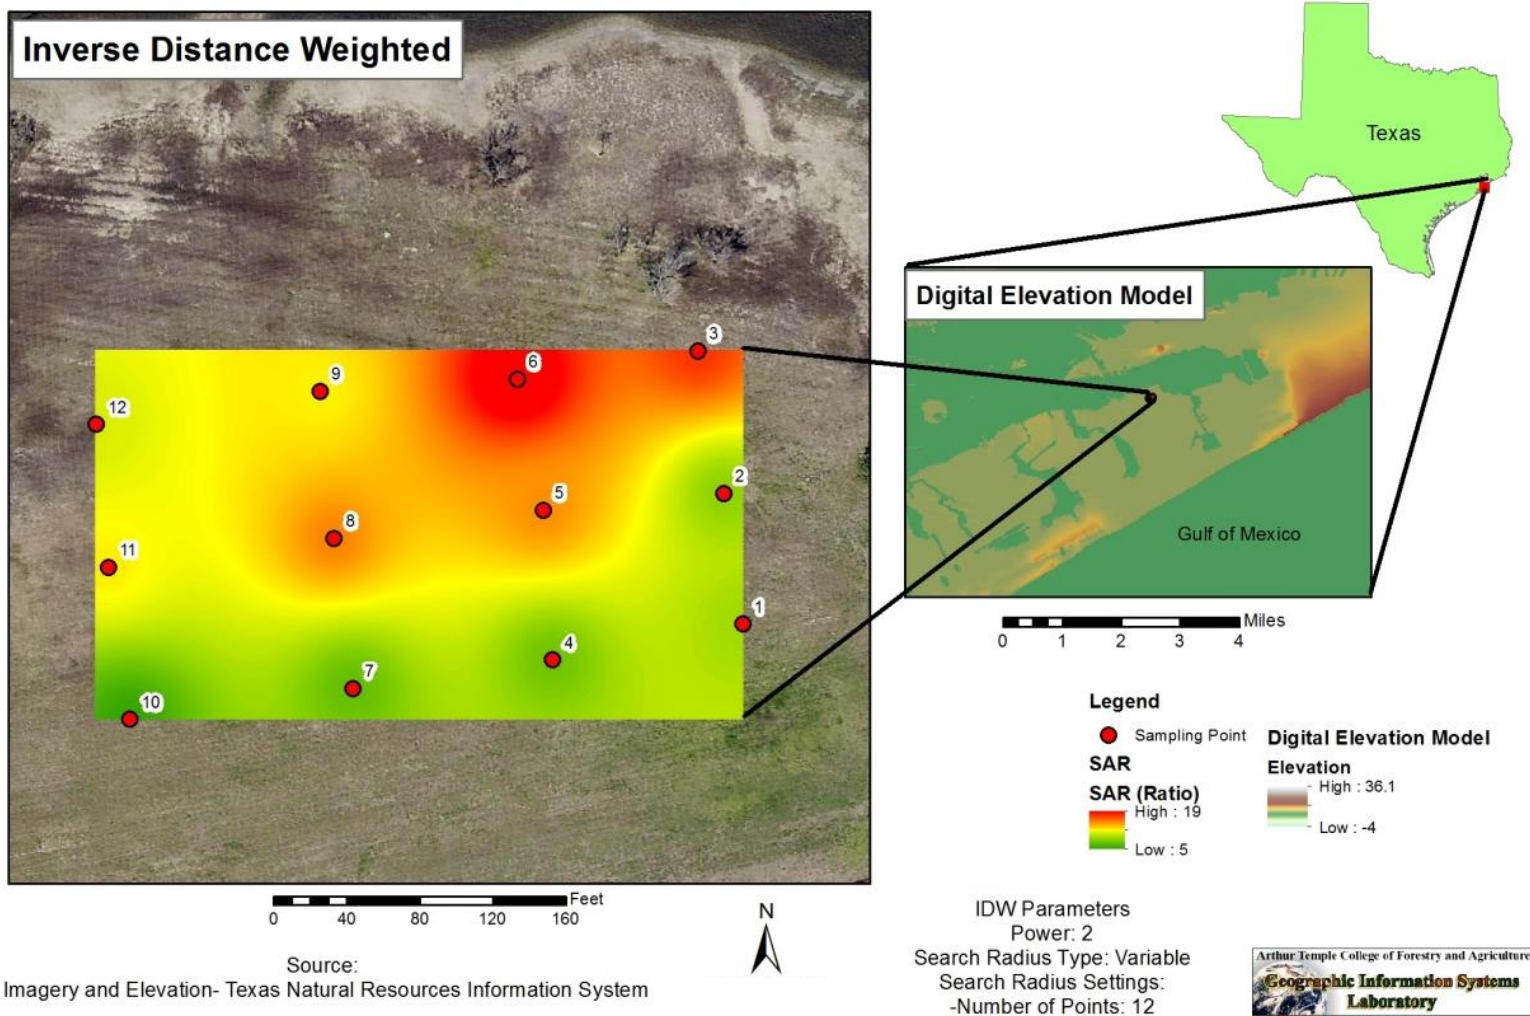 Inverse Distance Weighted
3
6
9
12
2
5
8
11
1
4
7
10
Feet
0 40 80 120 160
N
Source:
Imagery and Elevation- Texas Natural Resources Information System
Texas
Digital Elevation Model
Gulf of Mexico
Miles
0 1 2 3 4
Legend
Sampling Point
SAR
SAR (Ratio)
High : 19
Low : 5
Digital Elevation Model
Elevation
High : 36.1
Low : -4
IDW Parameters
Power: 2
Search Radius Type: Variable
Search Radius Settings:
-Number of Points: 12
Arthur Temple College of Forestry and Agriculture
Geographic Information Systems
Laboratory